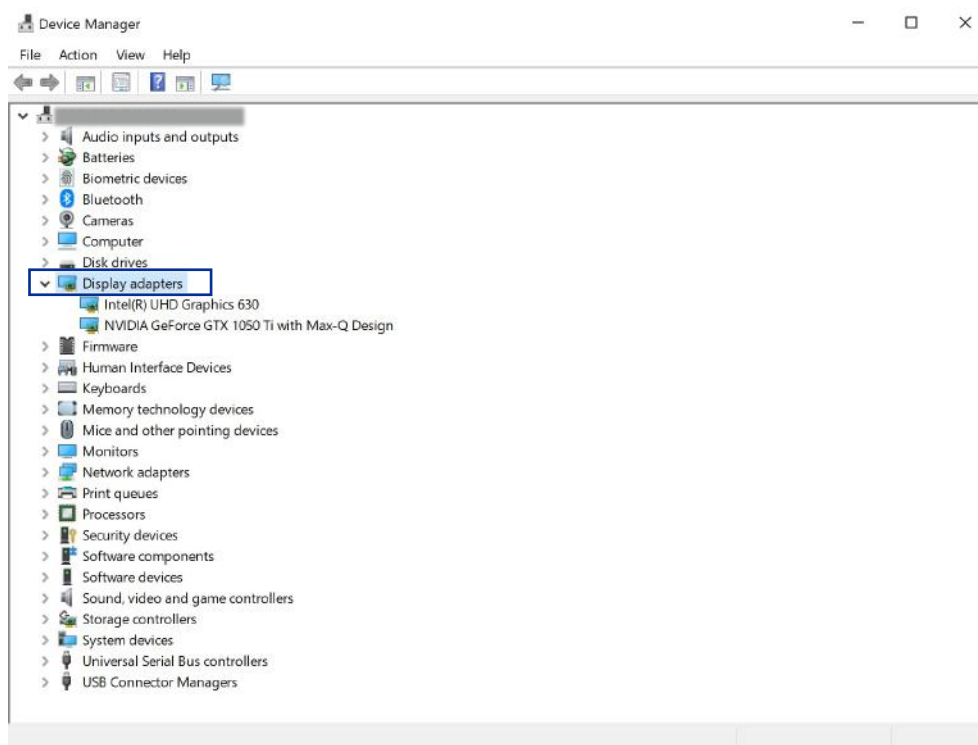 Device Manager
File Action View Help
Audio inputs and outputs
Batteries
Biometric devices
Bluetooth
Cameras
Computer
Disk drives
Display adapters
Intel(R) UHD Graphics 630
NVIDIA GeForce GTX 1050 Ti with Max-Q Design
Firmware
Human Interface Devices
Keyboards
Memory technology devices
Mice and other pointing devices
Monitors
Network adapters
Print queues
Processors
Security devices
Software components
Software devices
Sound, video and game controllers
Storage controllers
System devices
Universal Serial Bus controllers
USB Connector Managers